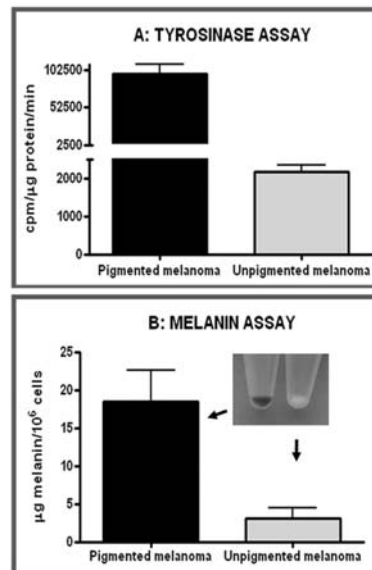 A: TYROSINASE ASSAY
cpm/µg protein/min
102500
52500
2500
2000
1000
0
Pigmented melanoma Unpigmented melanoma
B: MELANIN ASSAY
µg melanin/10⁶ cells
25
20
15
10
5
0
Pigmented melanoma Unpigmented melanoma